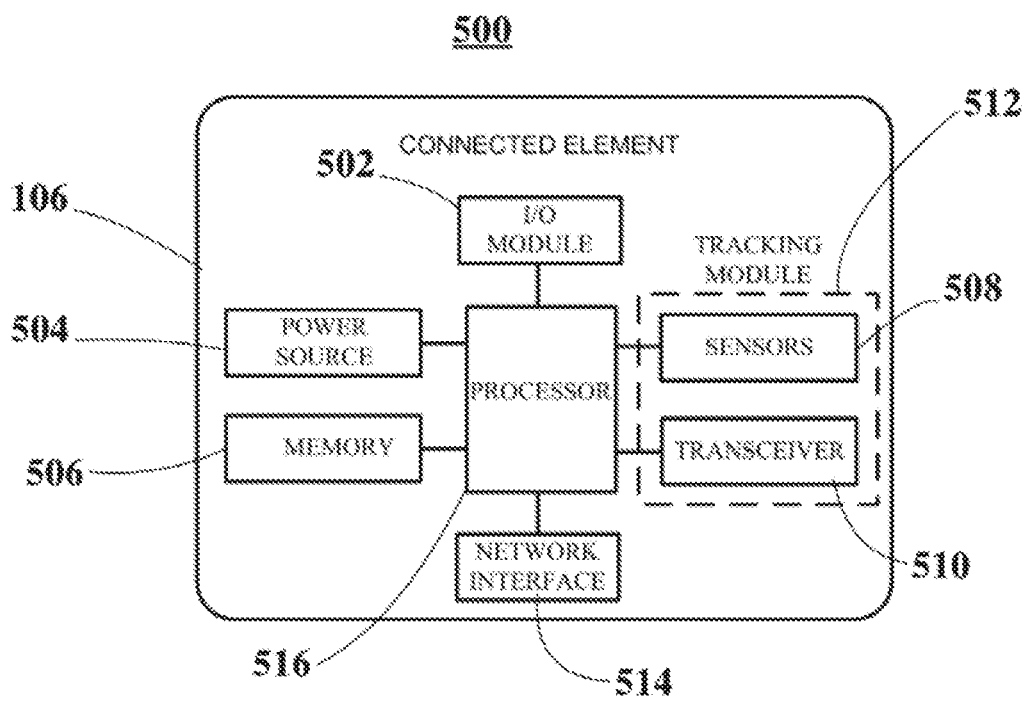 500
512
CONNECTED ELEMENT
502
106
I/O
MODULE
TRACKING
MODULE
508
504
POWER
SOURCE
SENSORS
PROCESSOR
506
MEMORY
TRANSCEIVER
NETWORK
INTERFACE
510
516
514